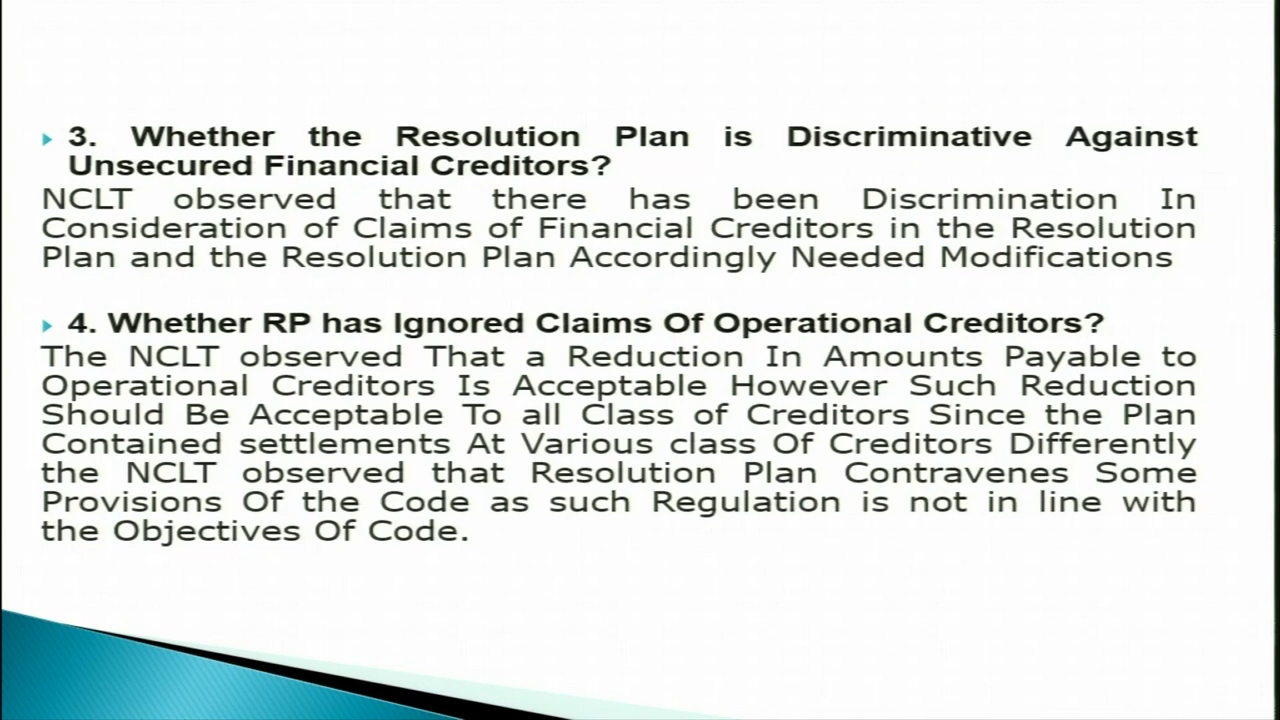 3. Whether the Resolution Plan is Discriminative Against
Unsecured Financial Creditors?
NCLT observed that there has been Discrimination In
Consideration of Claims of Financial Creditors in the Resolution
Plan and the Resolution Plan Accordingly Needed Modifications
4. Whether RP has Ignored Claims Of Operational Creditors?
The NCLT observed That a Reduction In Amounts Payable to
Operational Creditors Is Acceptable However Such Reduction
Should Be Acceptable To all Class of Creditors Since the Plan
Contained settlements At Various class Of Creditors Differently
the NCLT observed that Resolution Plan Contravenes Some
Provisions Of the Code as such Regulation is not in line with
the Objectives Of Code.